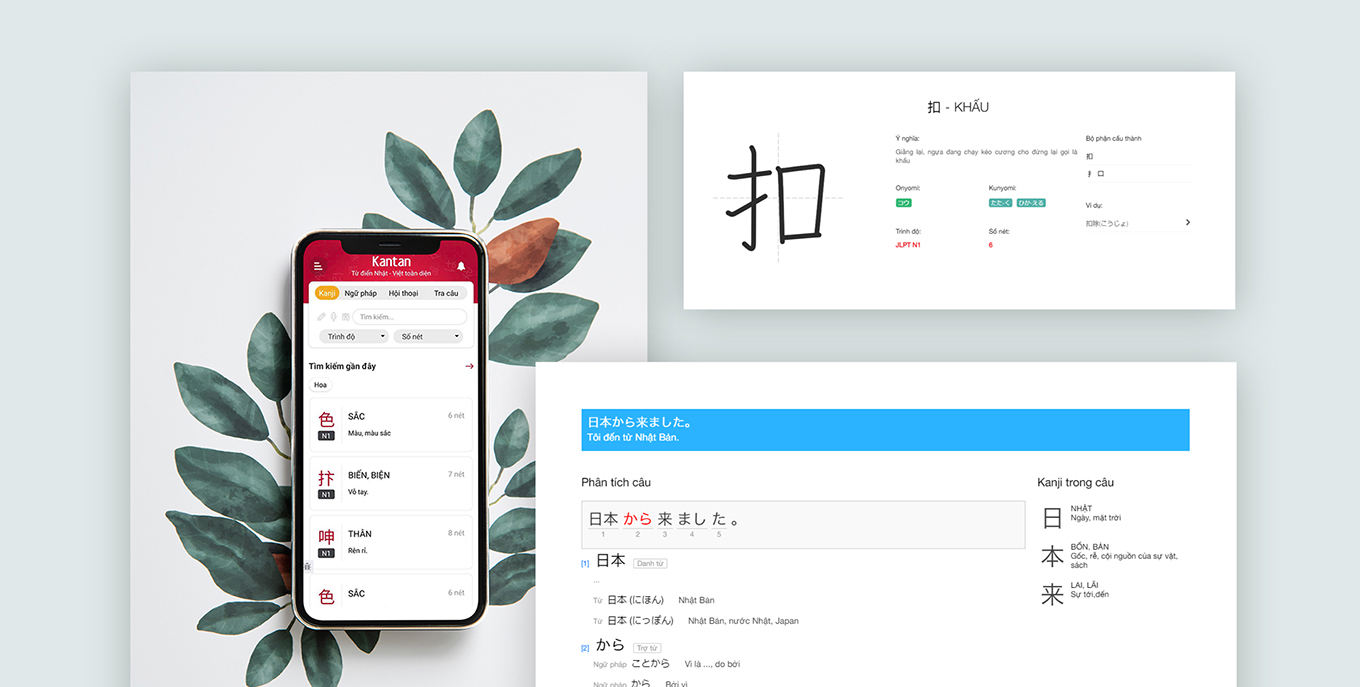 Kantan
Từ điển Nhật - Việt toàn diện
Kanji Ngữ pháp Hội thoại Tra câu
Tìm kiếm...
Trình độ Số nét
Tìm kiếm gần đây
Hoa
色 SẮC 6 nét
N1 Màu, màu sắc
抃 BIẾN, BIỆN 7 nét
N1 Vỗ tay.
呻 THÂN 8 nét
N1 Rên rỉ.
色 SẮC 6 nét
扣 - KHẤU
扣
Ý nghĩa:
Giằng lại, ngựa đang chạy kéo cương cho đứng lại gọi là
khấu
Onyomi: Kunyomi:
コウ たた-く ひか-える
Trình độ: Số nét:
JLPT N1 6
Bộ phận cấu thành
扣
扌 口
Ví dụ:
扣除(こうじょ)
日本から来ました。
Tôi đến từ Nhật Bản.
Phân tích câu
日本 から 来 まし た 。
1 2 3 4 5
[1] 日本 Danh từ
...
Từ 日本 (にほん) Nhật Bản
Từ 日本 (にっぽん) Nhật Bản, nước Nhật, Japan
[2] から Trợ từ
Ngữ pháp ことから Vì là ..., do bởi
Ngữ pháp から Bởi vì
Kanji trong câu
日 NHẬT
Ngày, mặt trời
本 BỔN, BẢN
Gốc, rễ, cội nguồn của sự vật,
sách
来 LAI, LÃI
Sự tới,đến